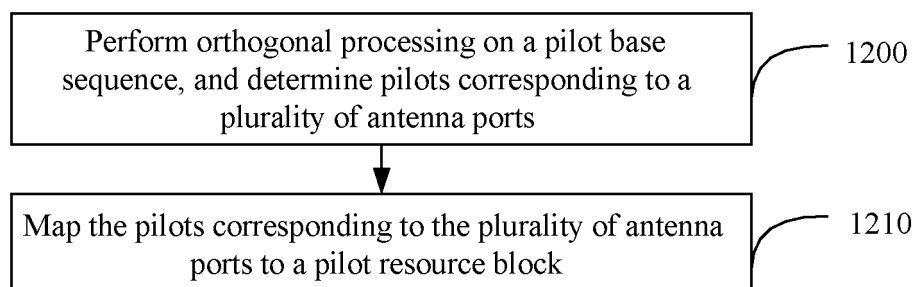 Perform orthogonal processing on a pilot base
sequence, and determine pilots corresponding to a
plurality of antenna ports
1200
Map the pilots corresponding to the plurality of antenna
ports to a pilot resource block
1210